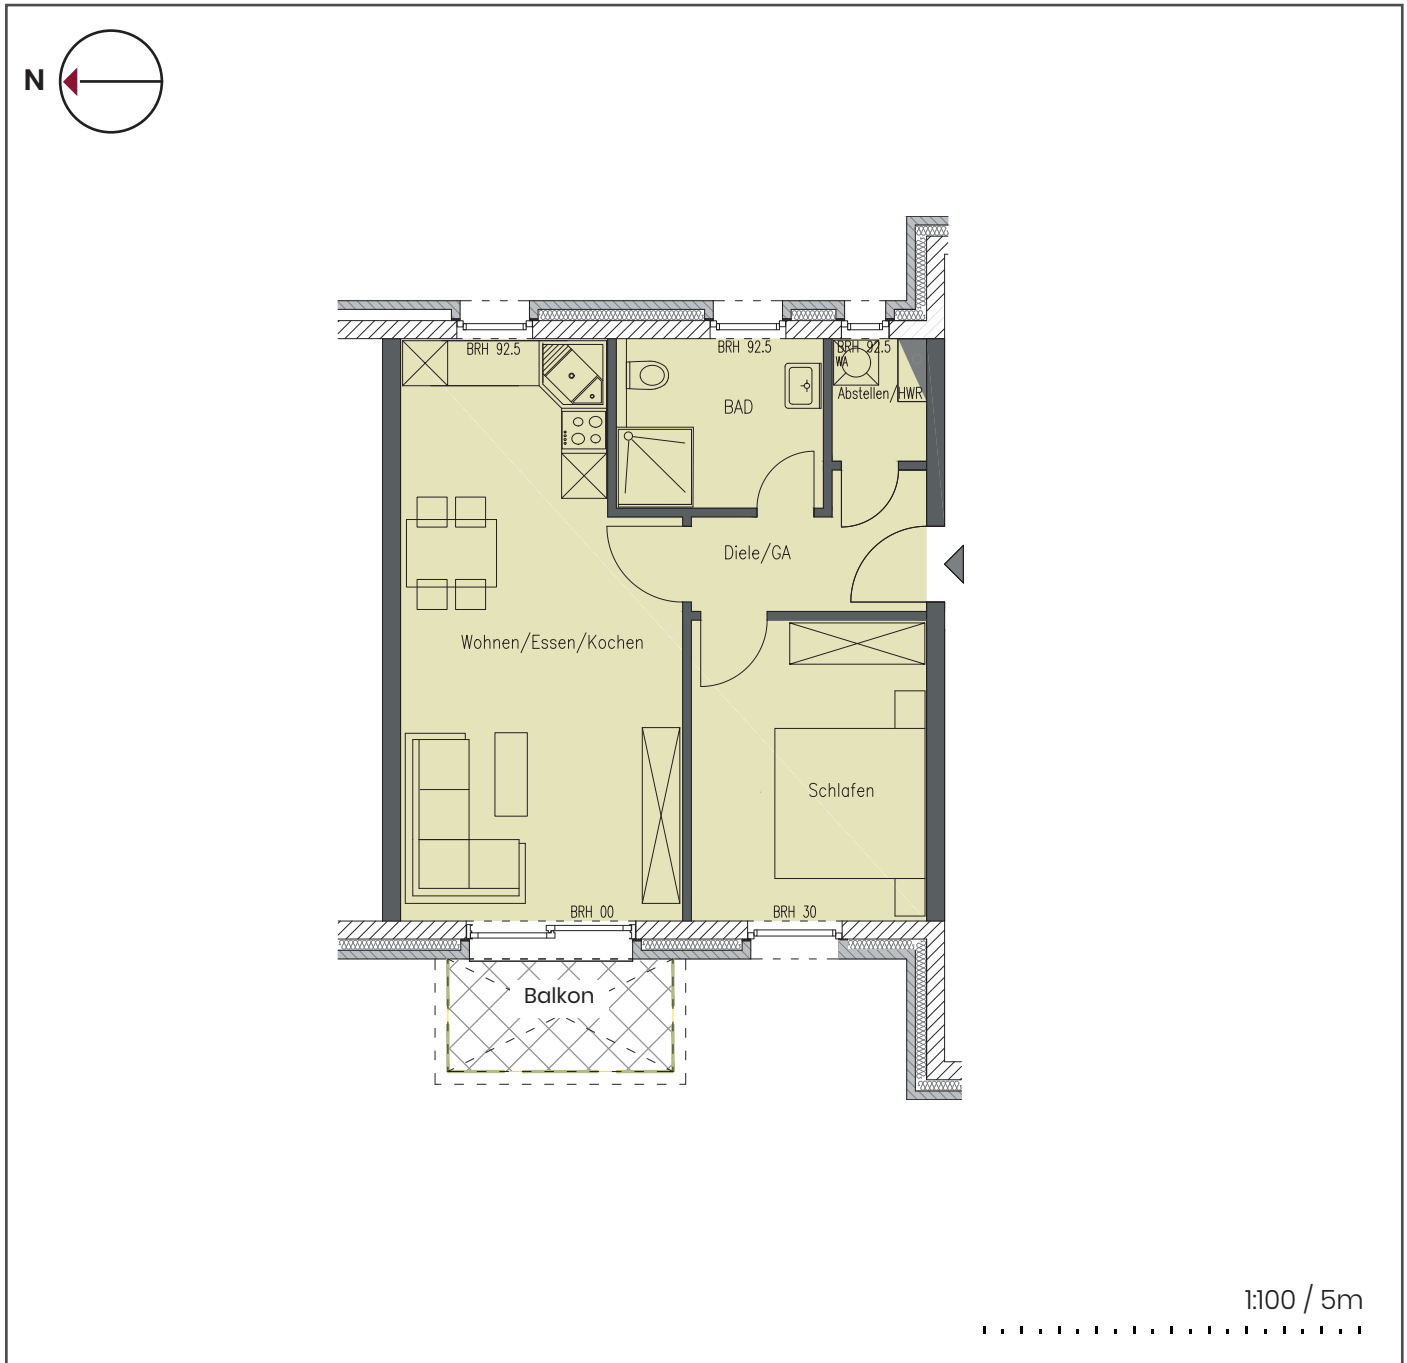 N
BRH 92.5
BRH 92.5
BRH 92.5
WA
Abstellen/HWR
BAD
Diele/GA
Wohnen/Essen/Kochen
Schlafen
BRH 00
BRH 30
Balkon
1:100 / 5m